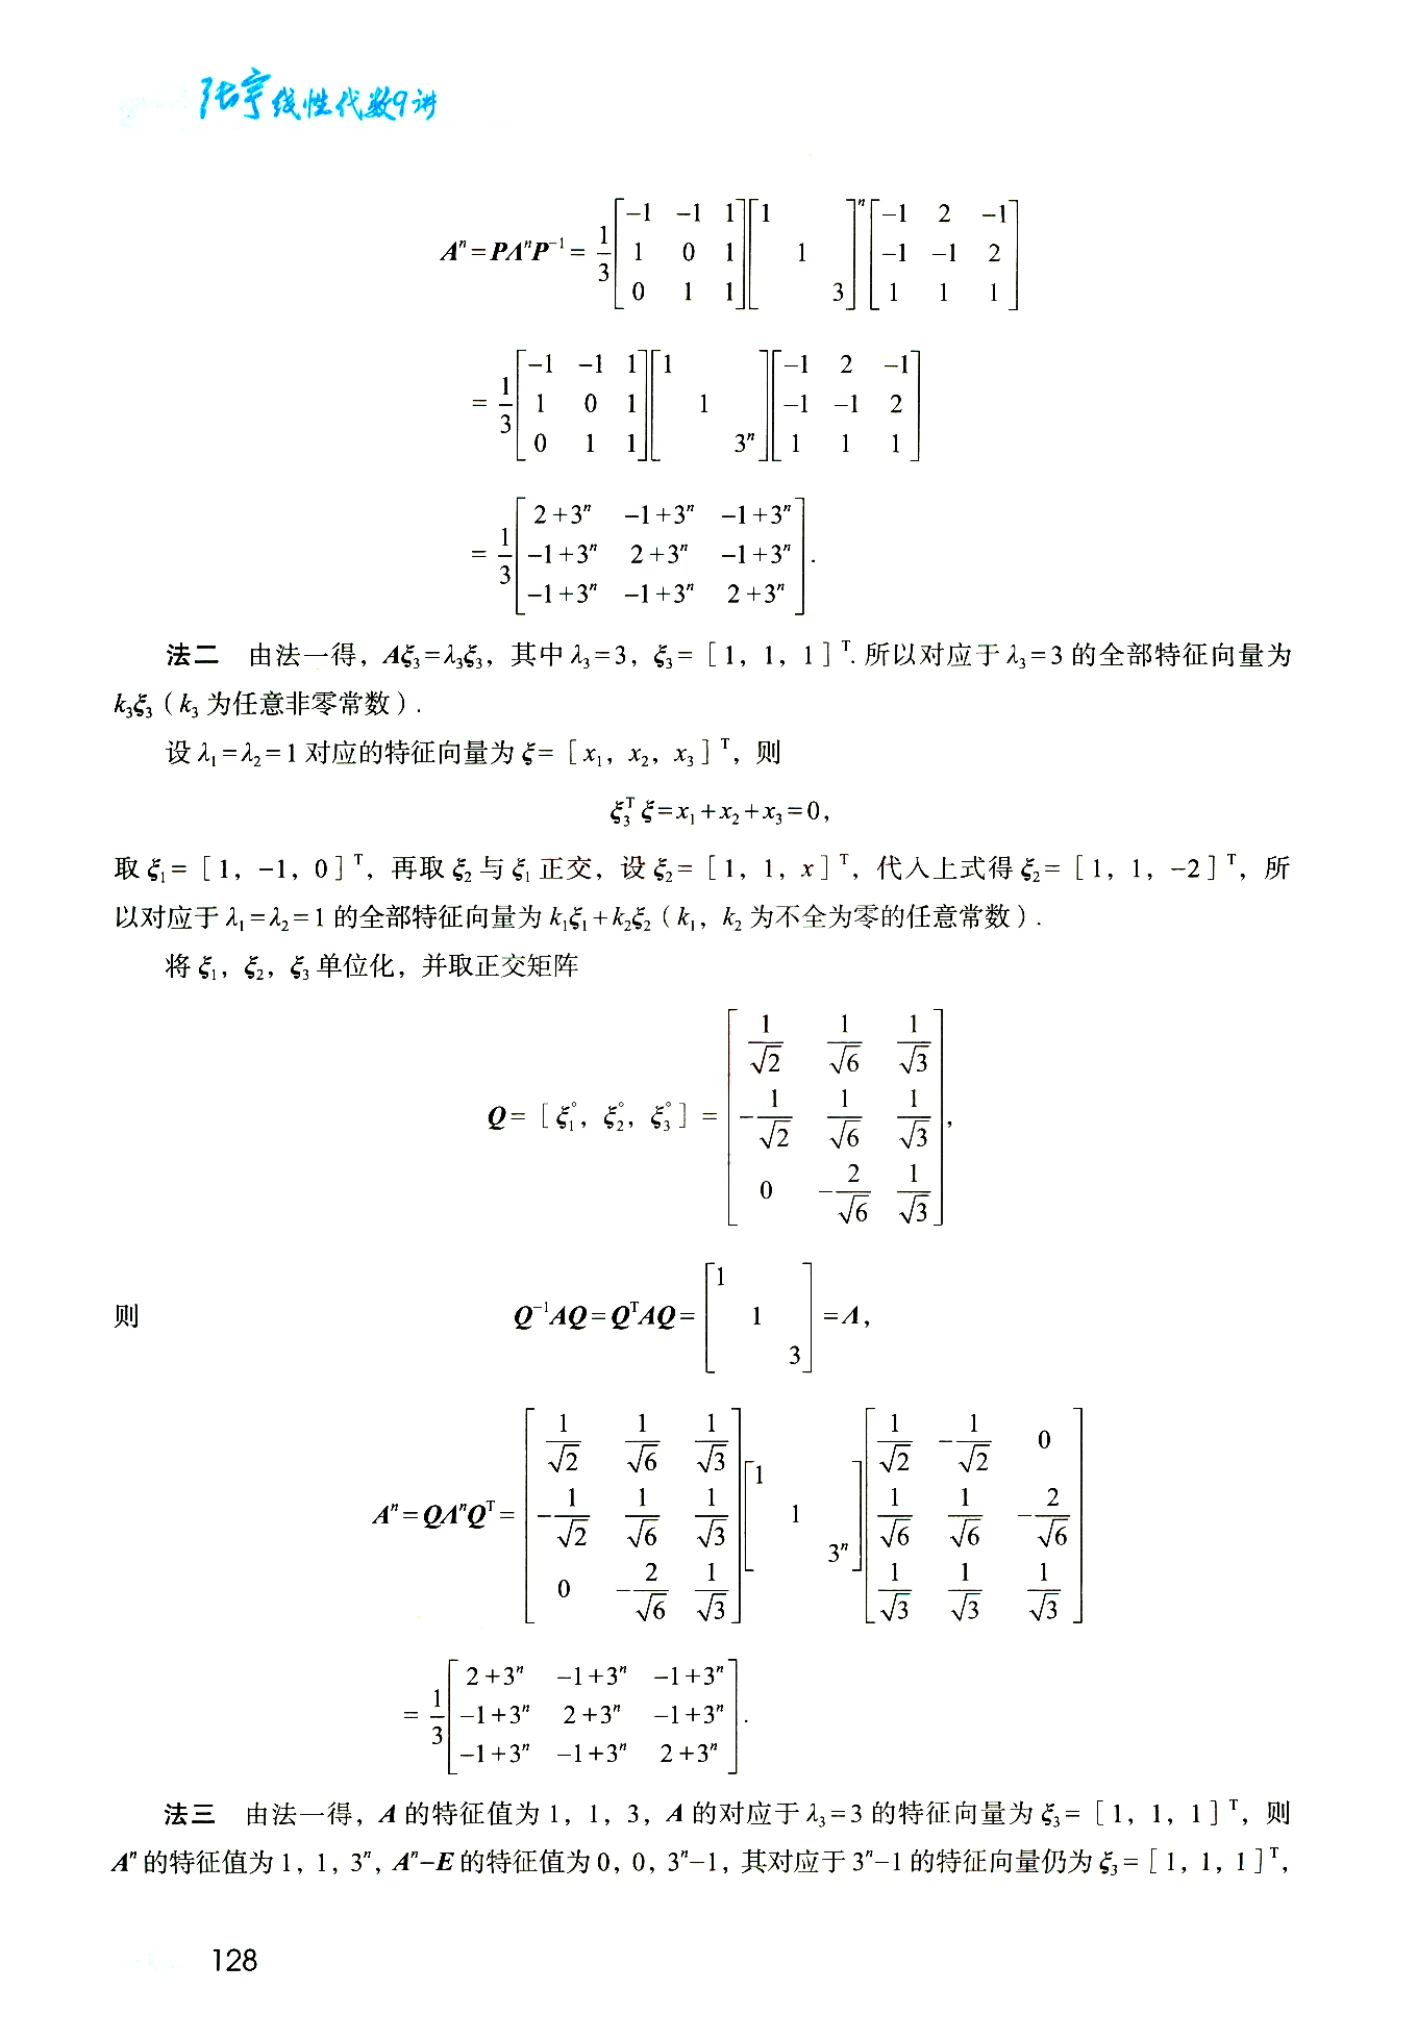 张宇线性代数9讲
$A^n=P\Lambda^nP^{-1}=\frac{1}{3}\begin{bmatrix}-1&-1&1\\1&0&1\\0&1&1\end{bmatrix}\begin{bmatrix}1&&\\&1&\\&&3\end{bmatrix}^n\begin{bmatrix}-1&2&-1\\-1&-1&2\\1&1&1\end{bmatrix}$
$=\frac{1}{3}\begin{bmatrix}-1&-1&1\\1&0&1\\0&1&1\end{bmatrix}\begin{bmatrix}1&&\\&1&\\&&3^n\end{bmatrix}\begin{bmatrix}-1&2&-1\\-1&-1&2\\1&1&1\end{bmatrix}$
$=\frac{1}{3}\begin{bmatrix}2+3^n&-1+3^n&-1+3^n\\-1+3^n&2+3^n&-1+3^n\\-1+3^n&-1+3^n&2+3^n\end{bmatrix}.$
法二 由法一得，$A\xi_3=\lambda_3\xi_3$，其中 $\lambda_3=3$，$\xi_3=[1,1,1]^T$. 所以对应于 $\lambda_3=3$ 的全部特征向量为
$k_3\xi_3$（$k_3$ 为任意非零常数）.
设 $\lambda_1=\lambda_2=1$ 对应的特征向量为 $\xi=[x_1,x_2,x_3]^T$，则
$\xi_3^T\xi=x_1+x_2+x_3=0,$
取 $\xi_1=[1,-1,0]^T$，再取 $\xi_2$ 与 $\xi_1$ 正交，设 $\xi_2=[1,1,x]^T$，代入上式得 $\xi_2=[1,1,-2]^T$，所
以对应于 $\lambda_1=\lambda_2=1$ 的全部特征向量为 $k_1\xi_1+k_2\xi_2$（$k_1,k_2$ 为不全为零的任意常数）.
将 $\xi_1,\xi_2,\xi_3$ 单位化，并取正交矩阵
$Q=[\xi_1^\circ,\xi_2^\circ,\xi_3^\circ]=\begin{bmatrix}\frac{1}{\sqrt2}&\frac{1}{\sqrt6}&\frac{1}{\sqrt3}\\-\frac{1}{\sqrt2}&\frac{1}{\sqrt6}&\frac{1}{\sqrt3}\\0&-\frac{2}{\sqrt6}&\frac{1}{\sqrt3}\end{bmatrix},$
则 $Q^{-1}AQ=Q^TAQ=\begin{bmatrix}1&&\\&1&\\&&3\end{bmatrix}=\Lambda,$
$A^n=Q\Lambda^nQ^T=\begin{bmatrix}\frac{1}{\sqrt2}&\frac{1}{\sqrt6}&\frac{1}{\sqrt3}\\-\frac{1}{\sqrt2}&\frac{1}{\sqrt6}&\frac{1}{\sqrt3}\\0&-\frac{2}{\sqrt6}&\frac{1}{\sqrt3}\end{bmatrix}\begin{bmatrix}1&&\\&1&\\&&3^n\end{bmatrix}\begin{bmatrix}\frac{1}{\sqrt2}&-\frac{1}{\sqrt2}&0\\\frac{1}{\sqrt6}&\frac{1}{\sqrt6}&-\frac{2}{\sqrt6}\\\frac{1}{\sqrt3}&\frac{1}{\sqrt3}&\frac{1}{\sqrt3}\end{bmatrix}$
$=\frac{1}{3}\begin{bmatrix}2+3^n&-1+3^n&-1+3^n\\-1+3^n&2+3^n&-1+3^n\\-1+3^n&-1+3^n&2+3^n\end{bmatrix}.$
法三 由法一得，$A$ 的特征值为 1，1，3，$A$ 的对应于 $\lambda_3=3$ 的特征向量为 $\xi_3=[1,1,1]^T$，则
$A^n$ 的特征值为 1，1，$3^n$，$A^n-E$ 的特征值为 0，0，$3^n-1$，其对应于 $3^n-1$ 的特征向量仍为 $\xi_3=[1,1,1]^T$，
128